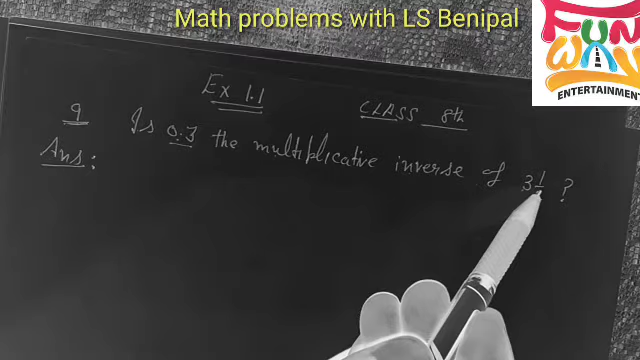 Math problems with LS Benipal
FUN
WAY
ENTERTAINMENT
Ex 1.1
CLASS 8th
9 Is 0.3 the multiplicative inverse of 3 1 ?
Ans: